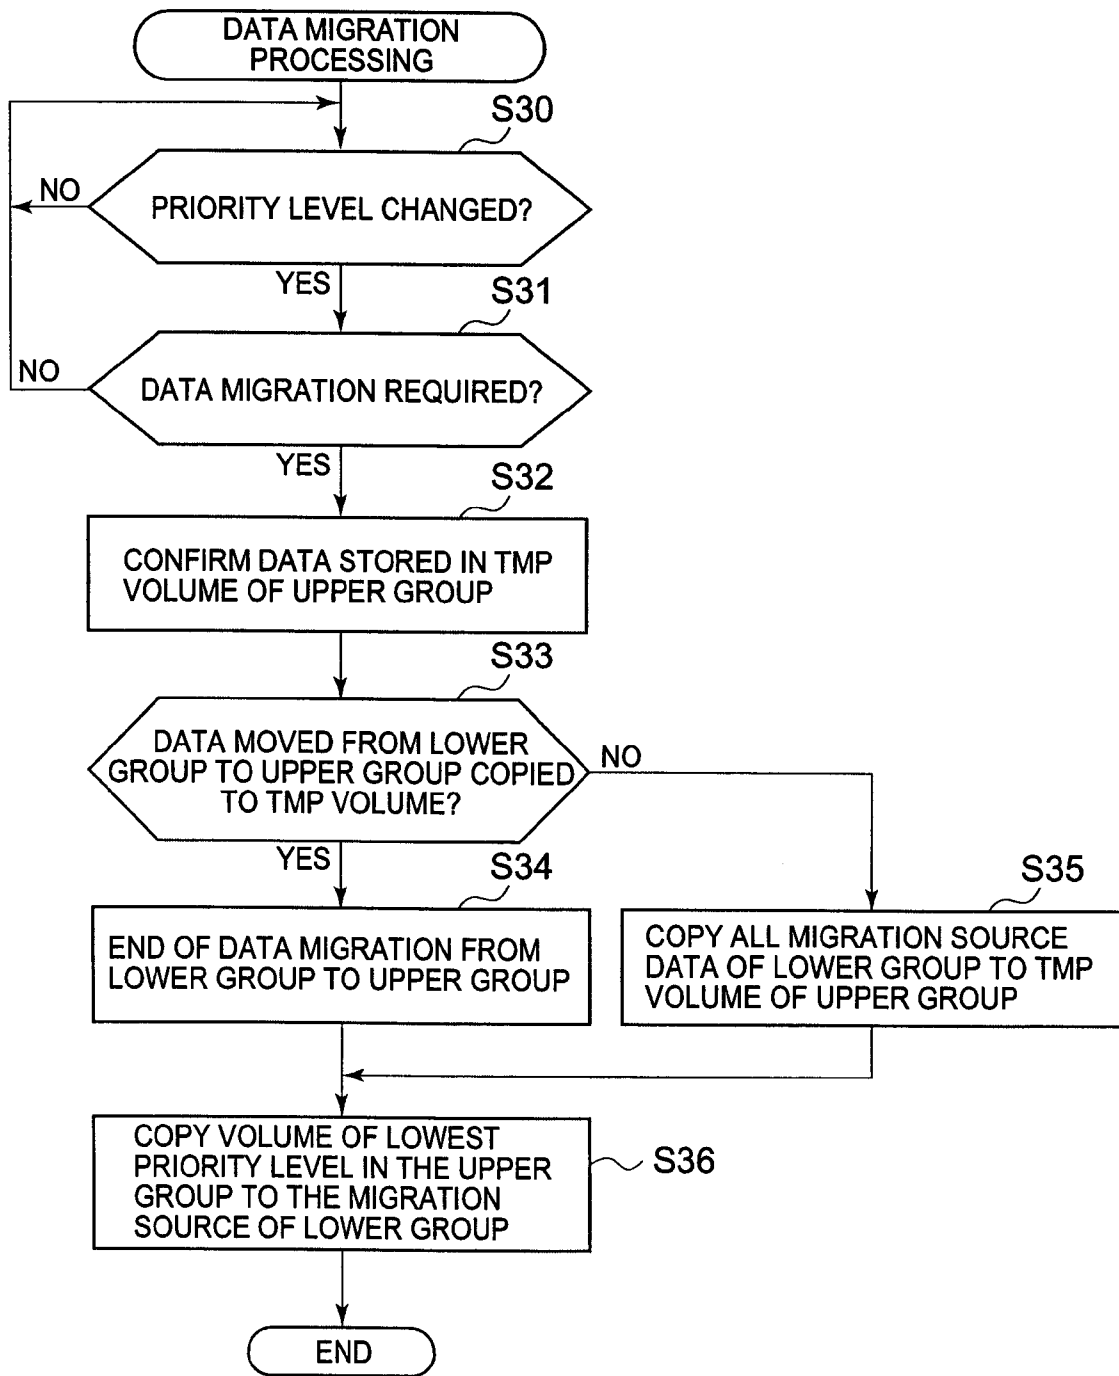 DATA MIGRATION
PROCESSING
S30
NO
PRIORITY LEVEL CHANGED?
YES
S31
NO
DATA MIGRATION REQUIRED?
YES
S32
CONFIRM DATA STORED IN TMP
VOLUME OF UPPER GROUP
S33
DATA MOVED FROM LOWER
GROUP TO UPPER GROUP COPIED
TO TMP VOLUME?
NO
YES
S34
END OF DATA MIGRATION FROM
LOWER GROUP TO UPPER GROUP
S35
COPY ALL MIGRATION SOURCE
DATA OF LOWER GROUP TO TMP
VOLUME OF UPPER GROUP
COPY VOLUME OF LOWEST
PRIORITY LEVEL IN THE UPPER
GROUP TO THE MIGRATION
SOURCE OF LOWER GROUP
S36
END